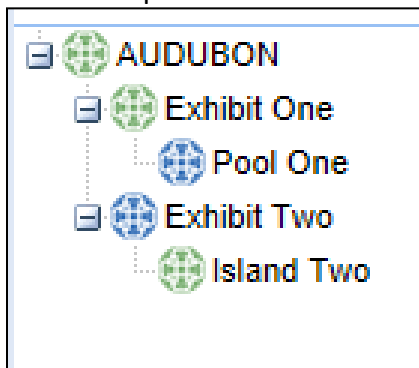 AUDUBON
Exhibit One
Pool One
Exhibit Two
Island Two